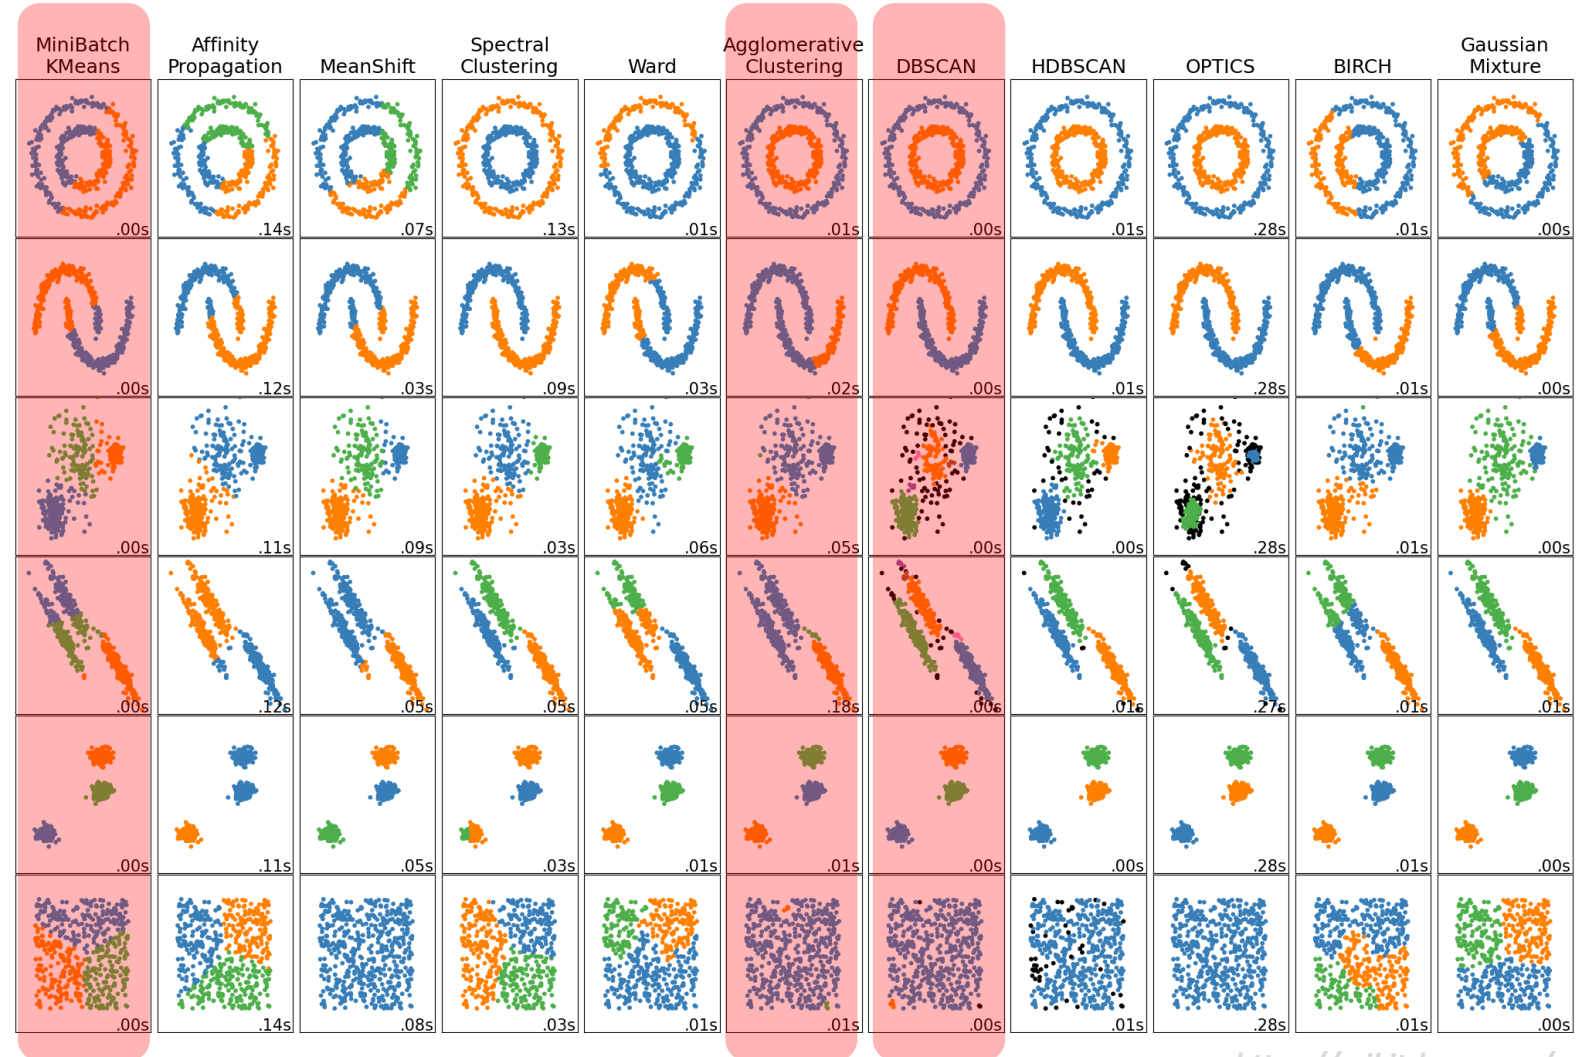 MiniBatch
KMeans
Affinity
Propagation
MeanShift
Spectral
Clustering
Ward
Agglomerative
Clustering
DBSCAN
HDBSCAN
OPTICS
BIRCH
Gaussian
Mixture
.00s .14s .07s .13s .01s .01s .00s .01s .28s .01s .00s
.00s .12s .03s .09s .03s .02s .00s .01s .28s .01s .00s
.00s .11s .09s .03s .06s .05s .00s .00s .28s .01s .00s
.00s .12s .05s .05s .05s .18s .00s .01s .27s .01s .01s
.00s .11s .05s .03s .01s .01s .00s .00s .28s .01s .00s
.00s .14s .08s .03s .01s .01s .00s .01s .28s .01s .00s